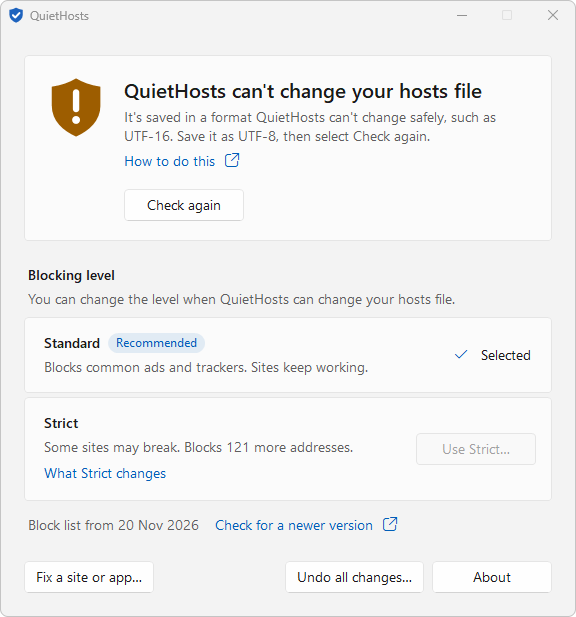 QuietHosts
QuietHosts can't change your hosts file
It's saved in a format QuietHosts can't change safely, such as
UTF-16. Save it as UTF-8, then select Check again.
How to do this
Check again
Blocking level
You can change the level when QuietHosts can change your hosts file.
Standard Recommended
Blocks common ads and trackers. Sites keep working.
Selected
Strict
Some sites may break. Blocks 121 more addresses.
What Strict changes
Use Strict...
Block list from 20 Nov 2026 Check for a newer version
Fix a site or app... Undo all changes... About